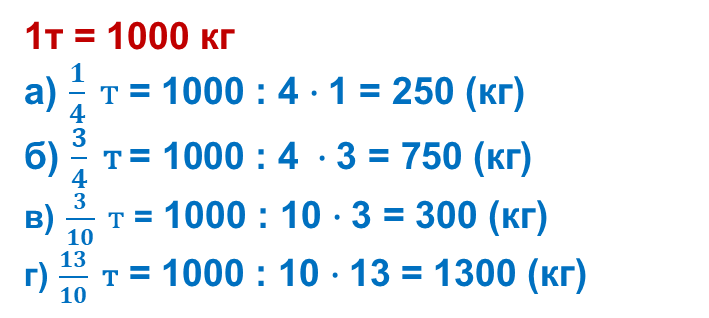 1т = 1000 кг
а) 1/4 т = 1000 : 4 · 1 = 250 (кг)
б) 3/4 т = 1000 : 4 · 3 = 750 (кг)
в) 3/10 т = 1000 : 10 · 3 = 300 (кг)
г) 13/10 т = 1000 : 10 · 13 = 1300 (кг)